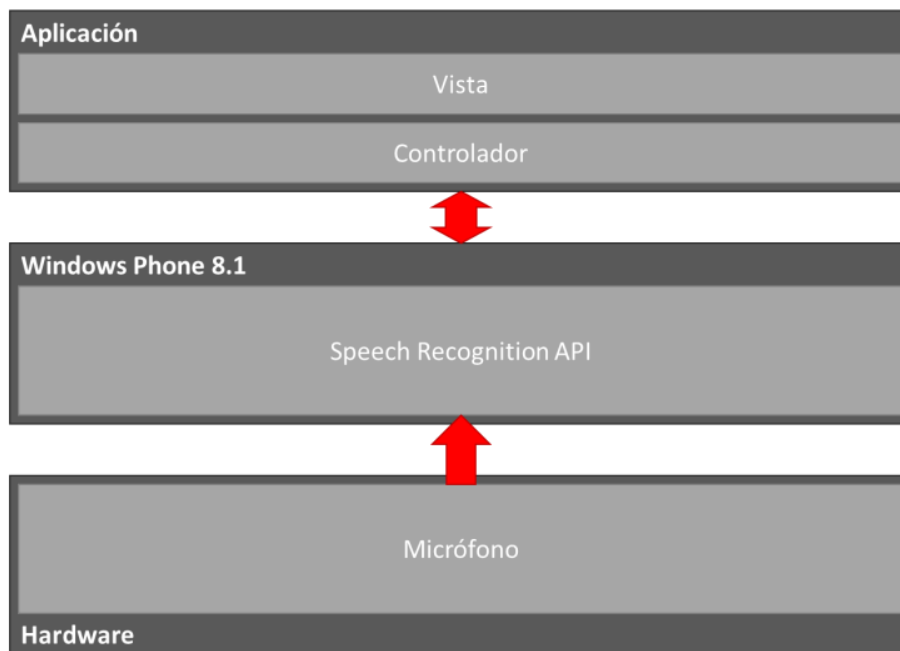 Aplicación
Vista
Controlador
Windows Phone 8.1
Speech Recognition API
Micrófono
Hardware